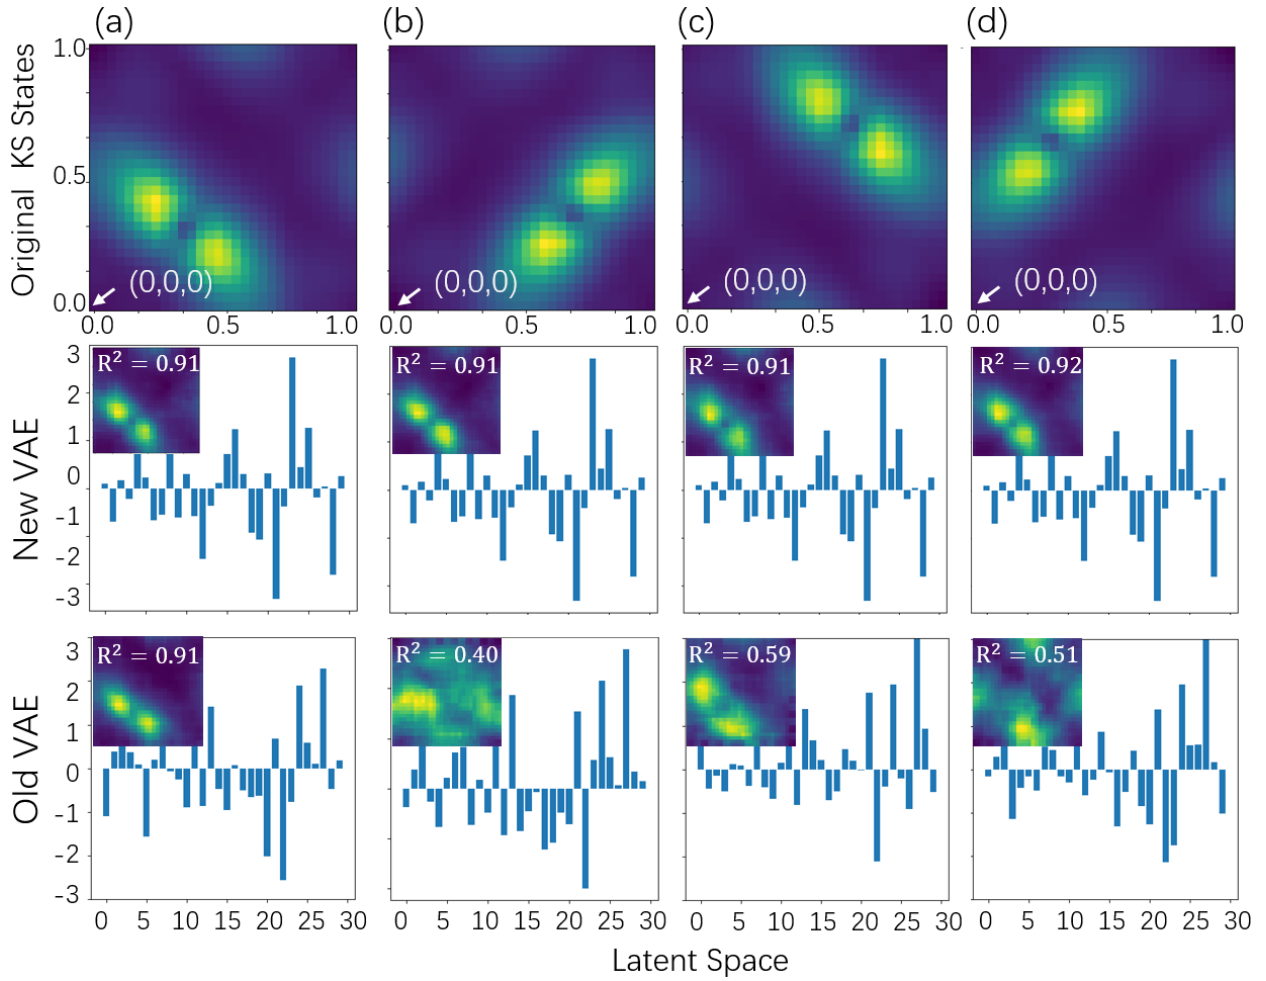 (a) (b) (c) (d)
Original KS States
1.0
0.5
0.0
(0,0,0) (0,0,0) (0,0,0) (0,0,0)
0.0 0.5 1.0 0.0 0.5 1.0 0.0 0.5 1.0 0.0 0.5 1.0
New VAE
3
2
1
0
-1
-2
-3
R² = 0.91 R² = 0.91 R² = 0.91 R² = 0.92
Old VAE
3
2
1
0
-1
-2
-3
R² = 0.91 R² = 0.40 R² = 0.59 R² = 0.51
0 5 10 15 20 25 30 0 5 10 15 20 25 30 0 5 10 15 20 25 30 0 5 10 15 20 25 30
Latent Space